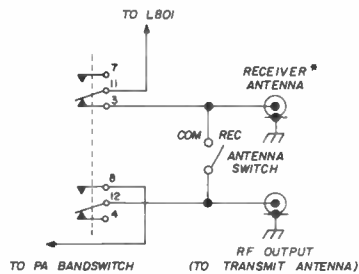 TO L801
7
11
3
RECEIVER*
ANTENNA
COM REC
ANTENNA
SWITCH
8
12
4
RF OUTPUT
TO PA BANDSWITCH (TO TRANSMIT ANTENNA)